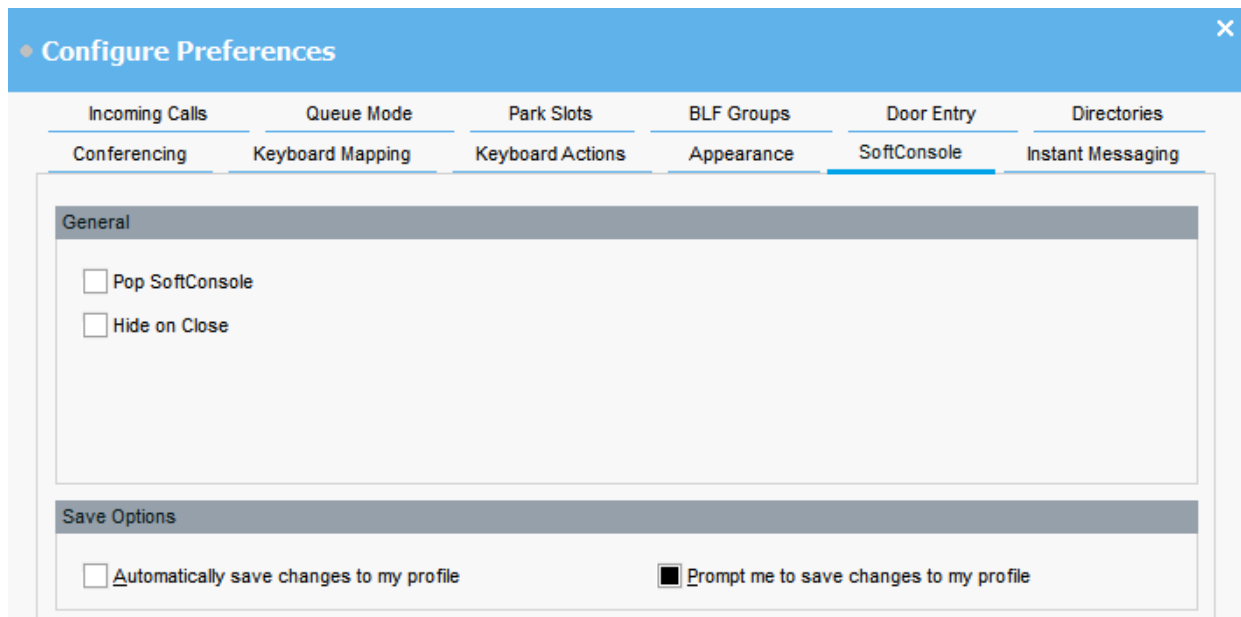 Configure Preferences
Incoming Calls Queue Mode Park Slots BLF Groups Door Entry Directories
Conferencing Keyboard Mapping Keyboard Actions Appearance SoftConsole Instant Messaging
General
Pop SoftConsole
Hide on Close
Save Options
Automatically save changes to my profile Prompt me to save changes to my profile